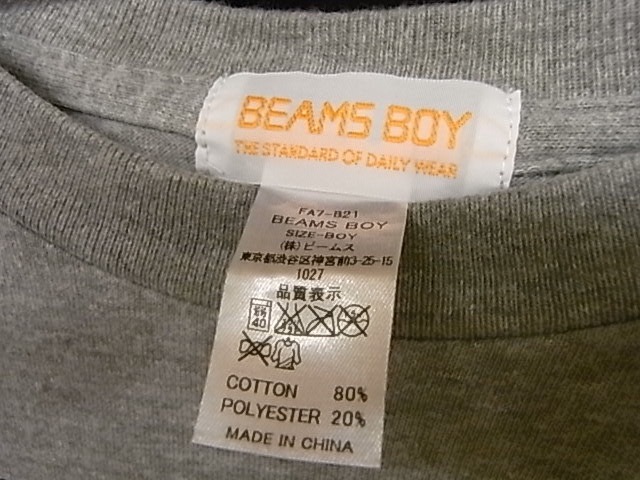 BEAMS BOY
THE STANDARD OF DAILY WEAR
FA7-B21
BEAMS BOY
SIZE-BOY
(株)ビームス
東京都渋谷区神宮前3-25-15
1027
品質表示
40
COTTON 80%
POLYESTER 20%
MADE IN CHINA